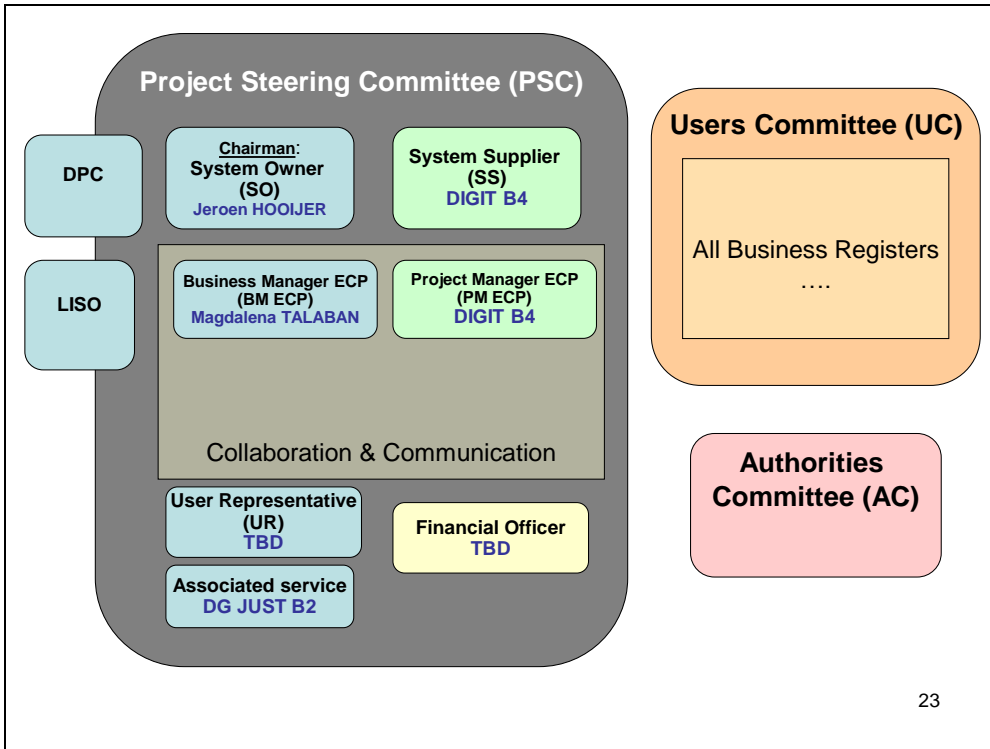 Project Steering Committee (PSC)
DPC
Chairman:
System Owner
(SO)
Jeroen HOOIJER
System Supplier
(SS)
DIGIT B4
LISO
Business Manager ECP
(BM ECP)
Magdalena TALABAN
Project Manager ECP
(PM ECP)
DIGIT B4
Collaboration & Communication
User Representative
(UR)
TBD
Financial Officer
TBD
Associated service
DG JUST B2
Users Committee (UC)
All Business Registers
….
Authorities
Committee (AC)
23